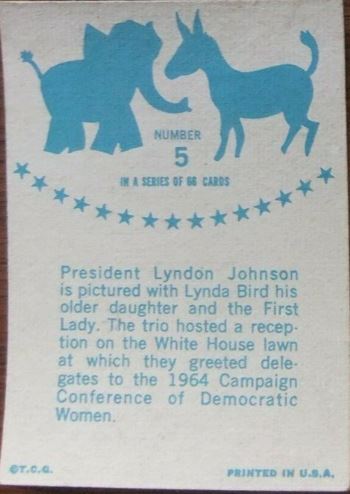 NUMBER
5
IN A SERIES OF 66 CARDS
President Lyndon Johnson
is pictured with Lynda Bird his
older daughter and the First
Lady. The trio hosted a recep-
tion on the White House lawn
at which they greeted dele-
gates to the 1964 Campaign
Conference of Democratic
Women.
©T.C.G.
PRINTED IN U.S.A.